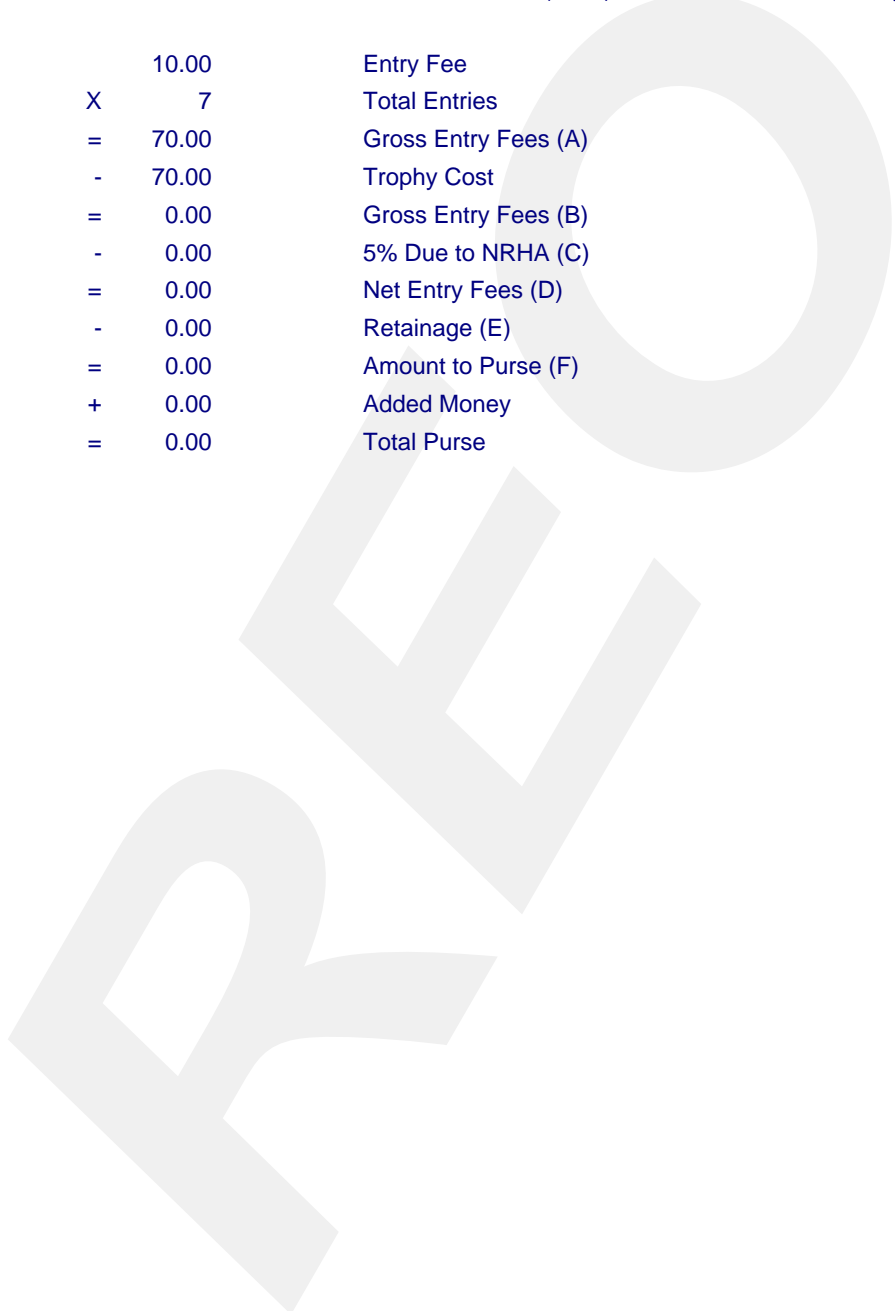 10.00 Entry Fee
X 7 Total Entries
= 70.00 Gross Entry Fees (A)
- 70.00 Trophy Cost
= 0.00 Gross Entry Fees (B)
- 0.00 5% Due to NRHA (C)
= 0.00 Net Entry Fees (D)
- 0.00 Retainage (E)
= 0.00 Amount to Purse (F)
+ 0.00 Added Money
= 0.00 Total Purse
REO